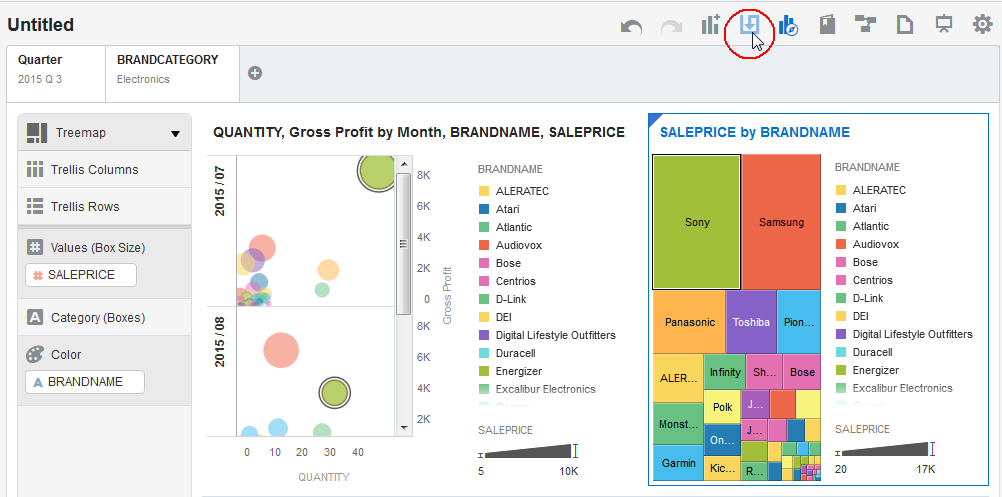 Untitled
Quarter
2015 Q 3
BRANDCATEGORY
Electronics
Treemap
Trellis Columns
Trellis Rows
Values (Box Size)
# SALEPRICE
A Category (Boxes)
Color
A BRANDNAME
QUANTITY, Gross Profit by Month, BRANDNAME, SALEPRICE
2015 / 07
8K
6K
4K
2K
0
2015 / 08
8K
6K
4K
2K
Gross Profit
0 10 20 30 40
QUANTITY
BRANDNAME
ALERATEC
Atari
Atlantic
Audiovox
Bose
Centrios
D-Link
DEI
Digital Lifestyle Outfitters
Duracell
Energizer
Excalibur Electronics
SALEPRICE
5 10K
SALEPRICE by BRANDNAME
Sony
Samsung
Panasonic
Toshiba
Pion...
ALER...
Infinity
Sh...
Bose
Monst...
Polk
J...
On...
J...
Garmin
Kic...
R...
BRANDNAME
ALERATEC
Atari
Atlantic
Audiovox
Bose
Centrios
D-Link
DEI
Digital Lifestyle Outfitters
Duracell
Energizer
Excalibur Electronics
SALEPRICE
20 17K